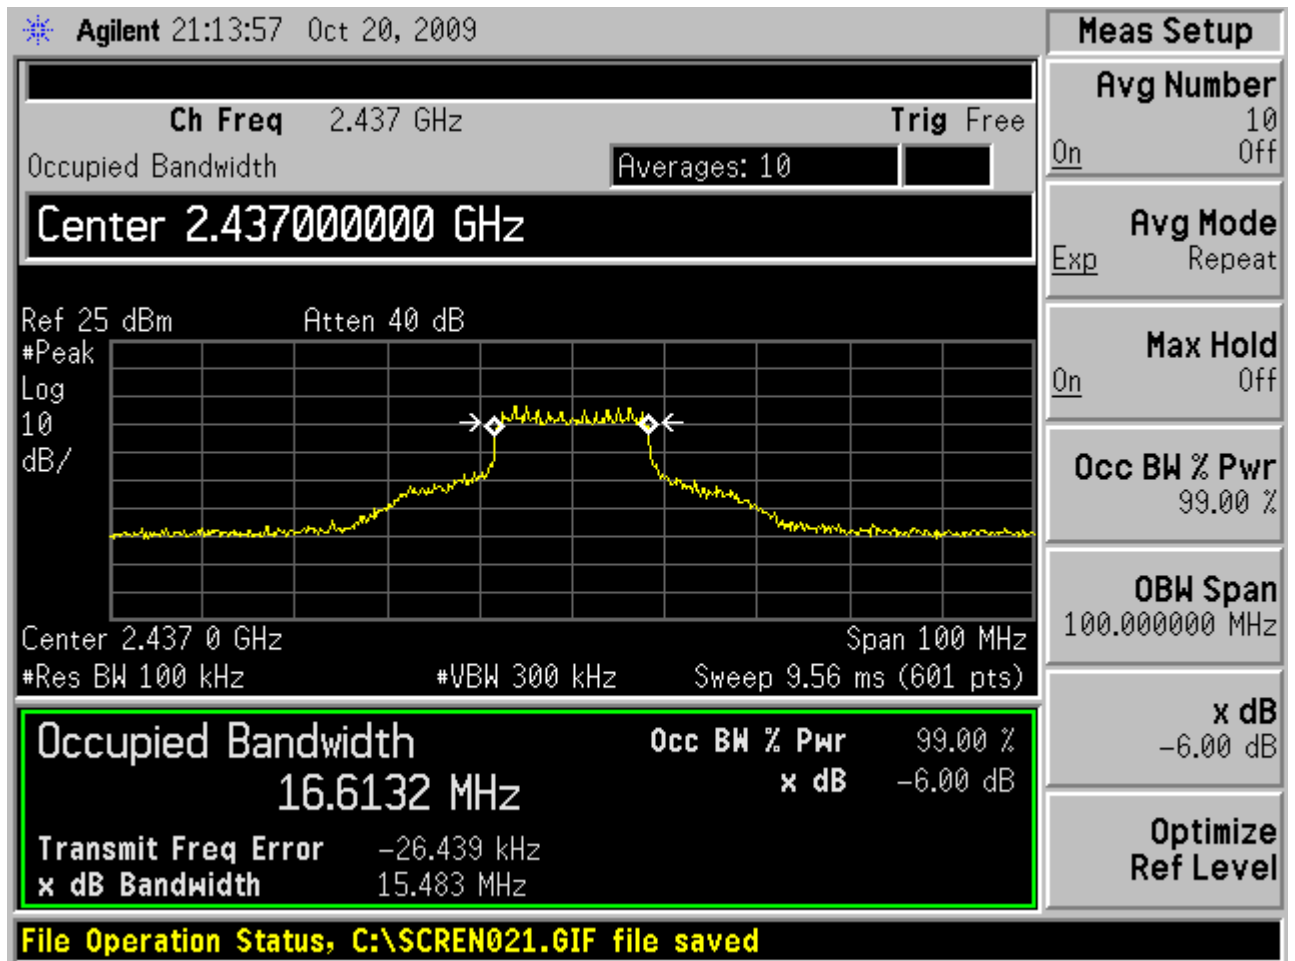 Agilent 21:13:57 Oct 20, 2009
Meas Setup
Ch Freq 2.437 GHz Trig Free
Occupied Bandwidth Averages: 10
Center 2.437000000 GHz
Ref 25 dBm Atten 40 dB
#Peak
Log
10
dB/
Center 2.437 0 GHz Span 100 MHz
#Res BW 100 kHz #VBW 300 kHz Sweep 9.56 ms (601 pts)
Occupied Bandwidth
16.6132 MHz
Occ BW % Pwr 99.00 %
x dB -6.00 dB
Transmit Freq Error -26.439 kHz
x dB Bandwidth 15.483 MHz
Avg Number
10
On Off
Avg Mode
Exp Repeat
Max Hold
On Off
Occ BW % Pwr
99.00 %
OBW Span
100.000000 MHz
x dB
-6.00 dB
Optimize
Ref Level
File Operation Status, C:\SCREN021.GIF file saved